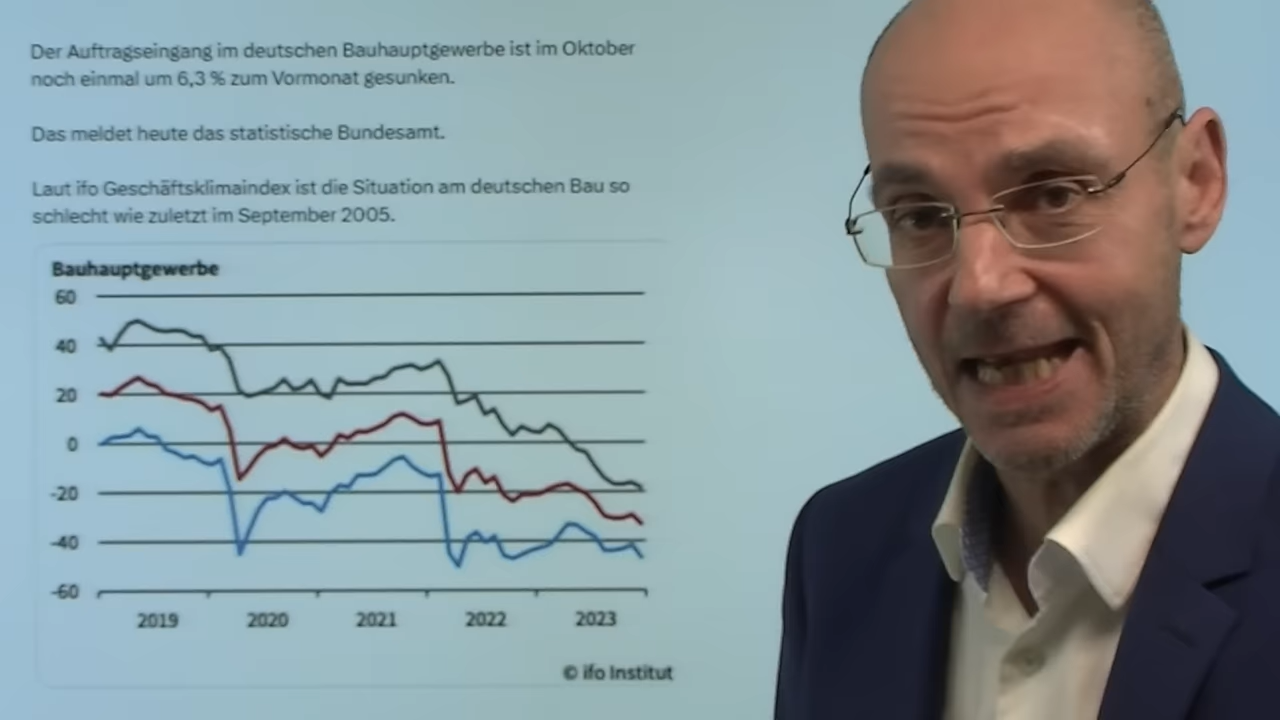 Der Auftragseingang im deutschen Bauhauptgewerbe ist im Oktober
noch einmal um 6,3 % zum Vormonat gesunken.
Das meldet heute das statistische Bundesamt.
Laut ifo Geschäftsklimaindex ist die Situation am deutschen Bau so
schlecht wie zuletzt im September 2005.
Bauhauptgewerbe
60
40
20
0
-20
-40
-60
2019 2020 2021 2022 2023
© ifo Institut